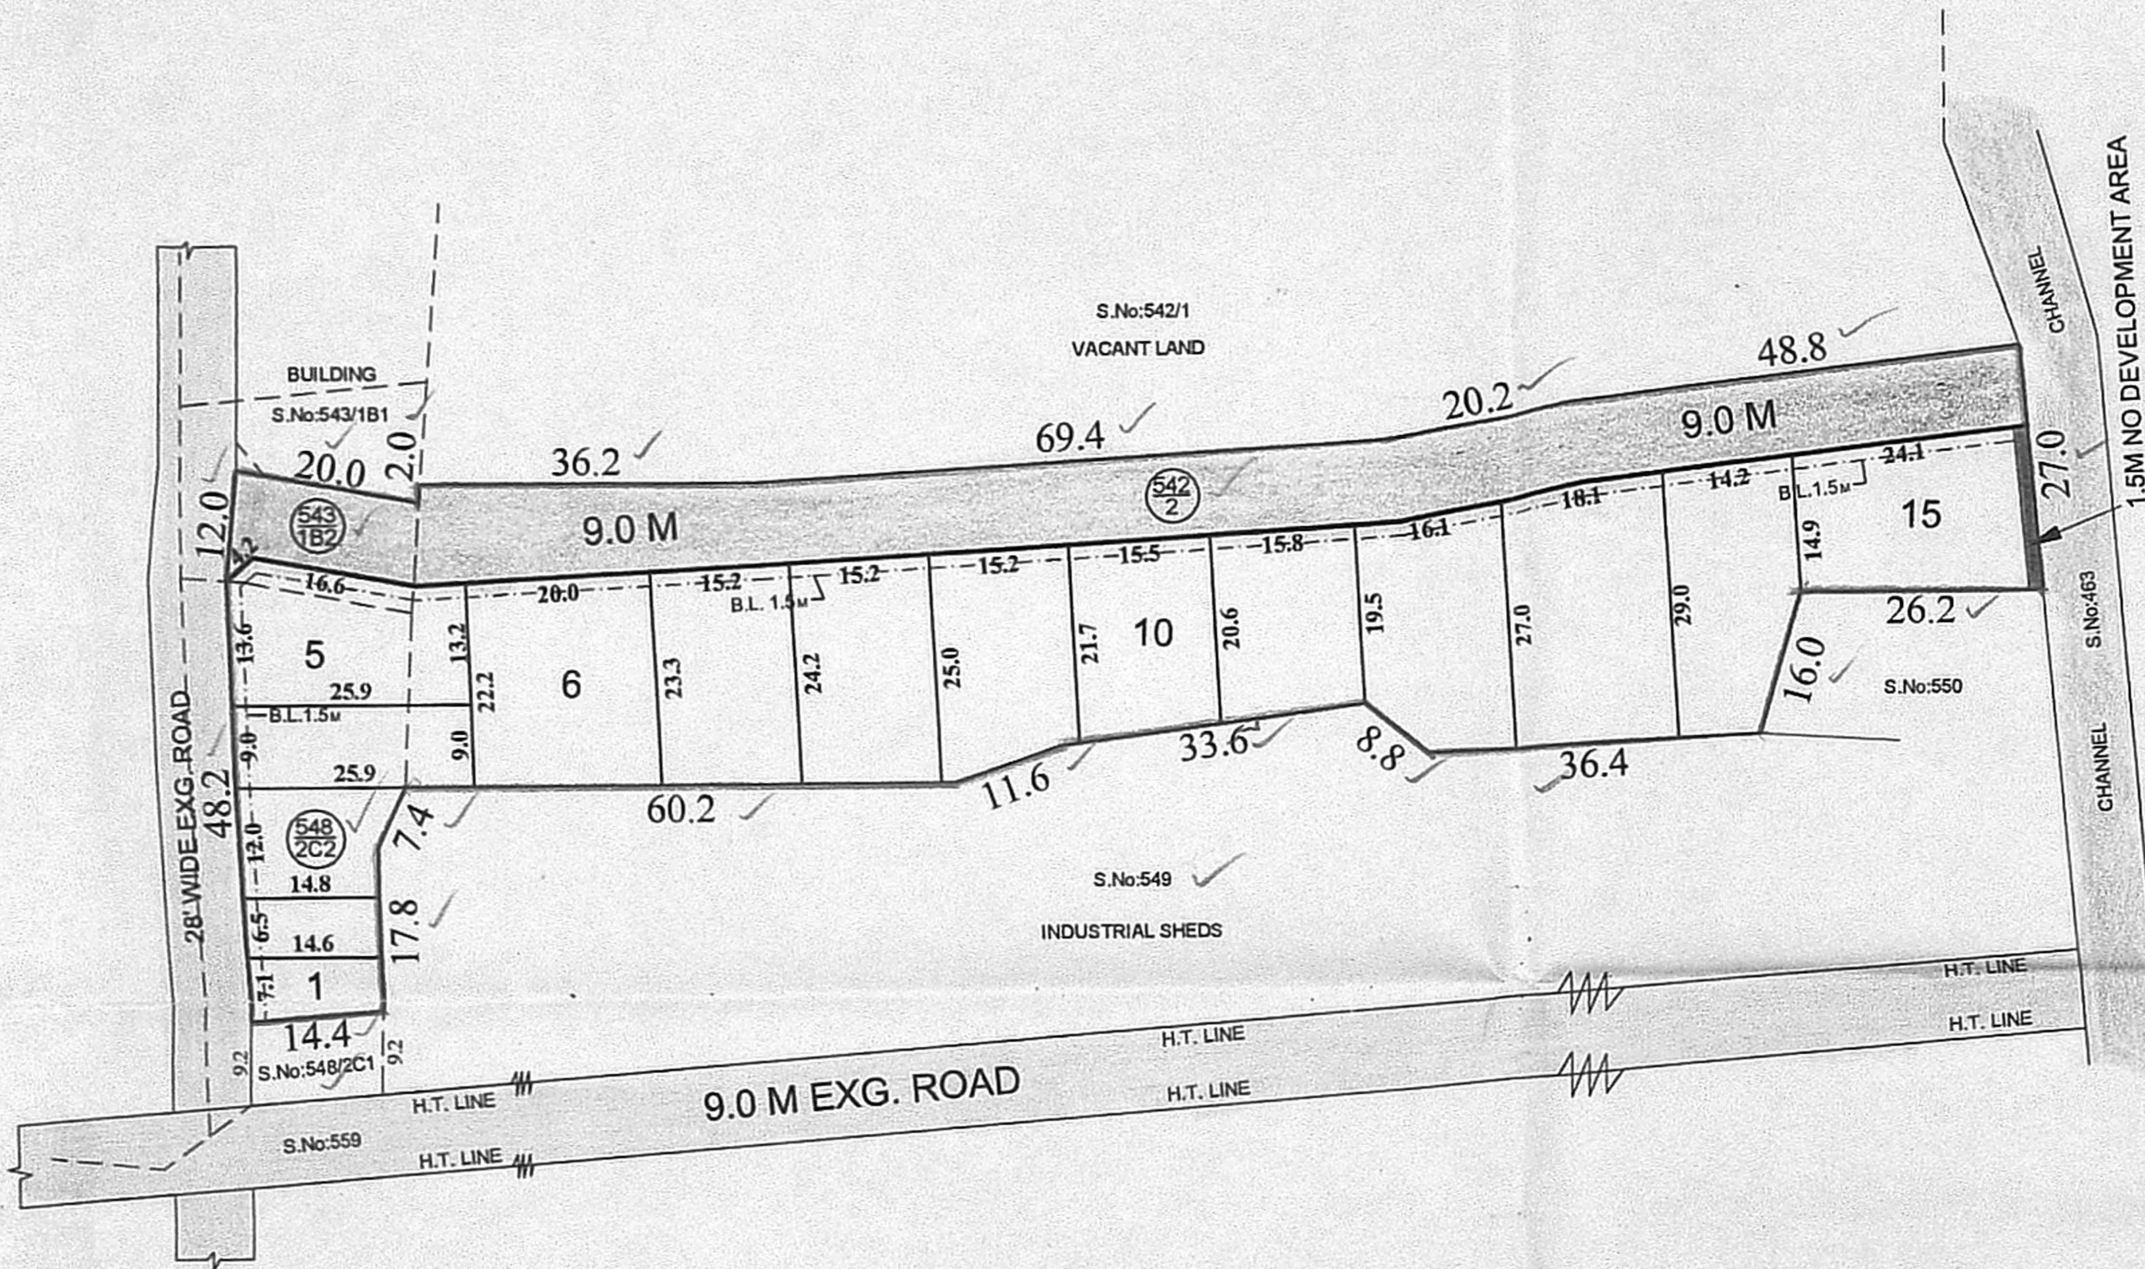 S.No:542/1
VACANT LAND
BUILDING
S.No:543/1B1
20.0
2.0
36.2
69.4
20.2
48.8
9.0 M
9.0 M
12.0
543
1B2
542
2
CHANNEL
1.5M NO DEVELOPMENT AREA
27.0
16.6
20.0
15.2
15.2
15.2
15.5
15.8
16.1
18.1
14.2
24.1
B.L. 1.5M
B.L.1.5M
13.6
5
13.2
22.2
6
23.3
24.2
25.0
21.7
10
20.6
19.5
27.0
29.0
14.9
15
25.9
B.L.1.5M
9.0
9.0
25.9
60.2
11.6
33.6
8.8
36.4
16.0
26.2
S.No:550
S.No:463
CHANNEL
28' WIDE EXG. ROAD
48.2
548
2C2
7.4
12.0
14.8
6.5
14.6
17.8
7.1
1
14.4
9.2
9.2
S.No:548/2C1
S.No:549
INDUSTRIAL SHEDS
H.T. LINE
H.T. LINE
H.T. LINE
H.T. LINE
H.T. LINE
H.T. LINE
9.0 M EXG. ROAD
S.No:559